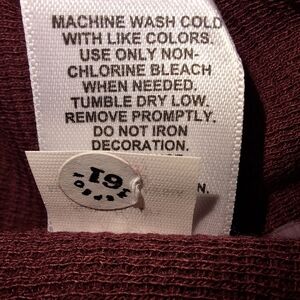 MACHINE WASH COLD
WITH LIKE COLORS.
USE ONLY NON-
CHLORINE BLEACH
WHEN NEEDED.
TUMBLE DRY LOW.
REMOVE PROMPTLY.
DO NOT IRON
DECORATION.
N.
19